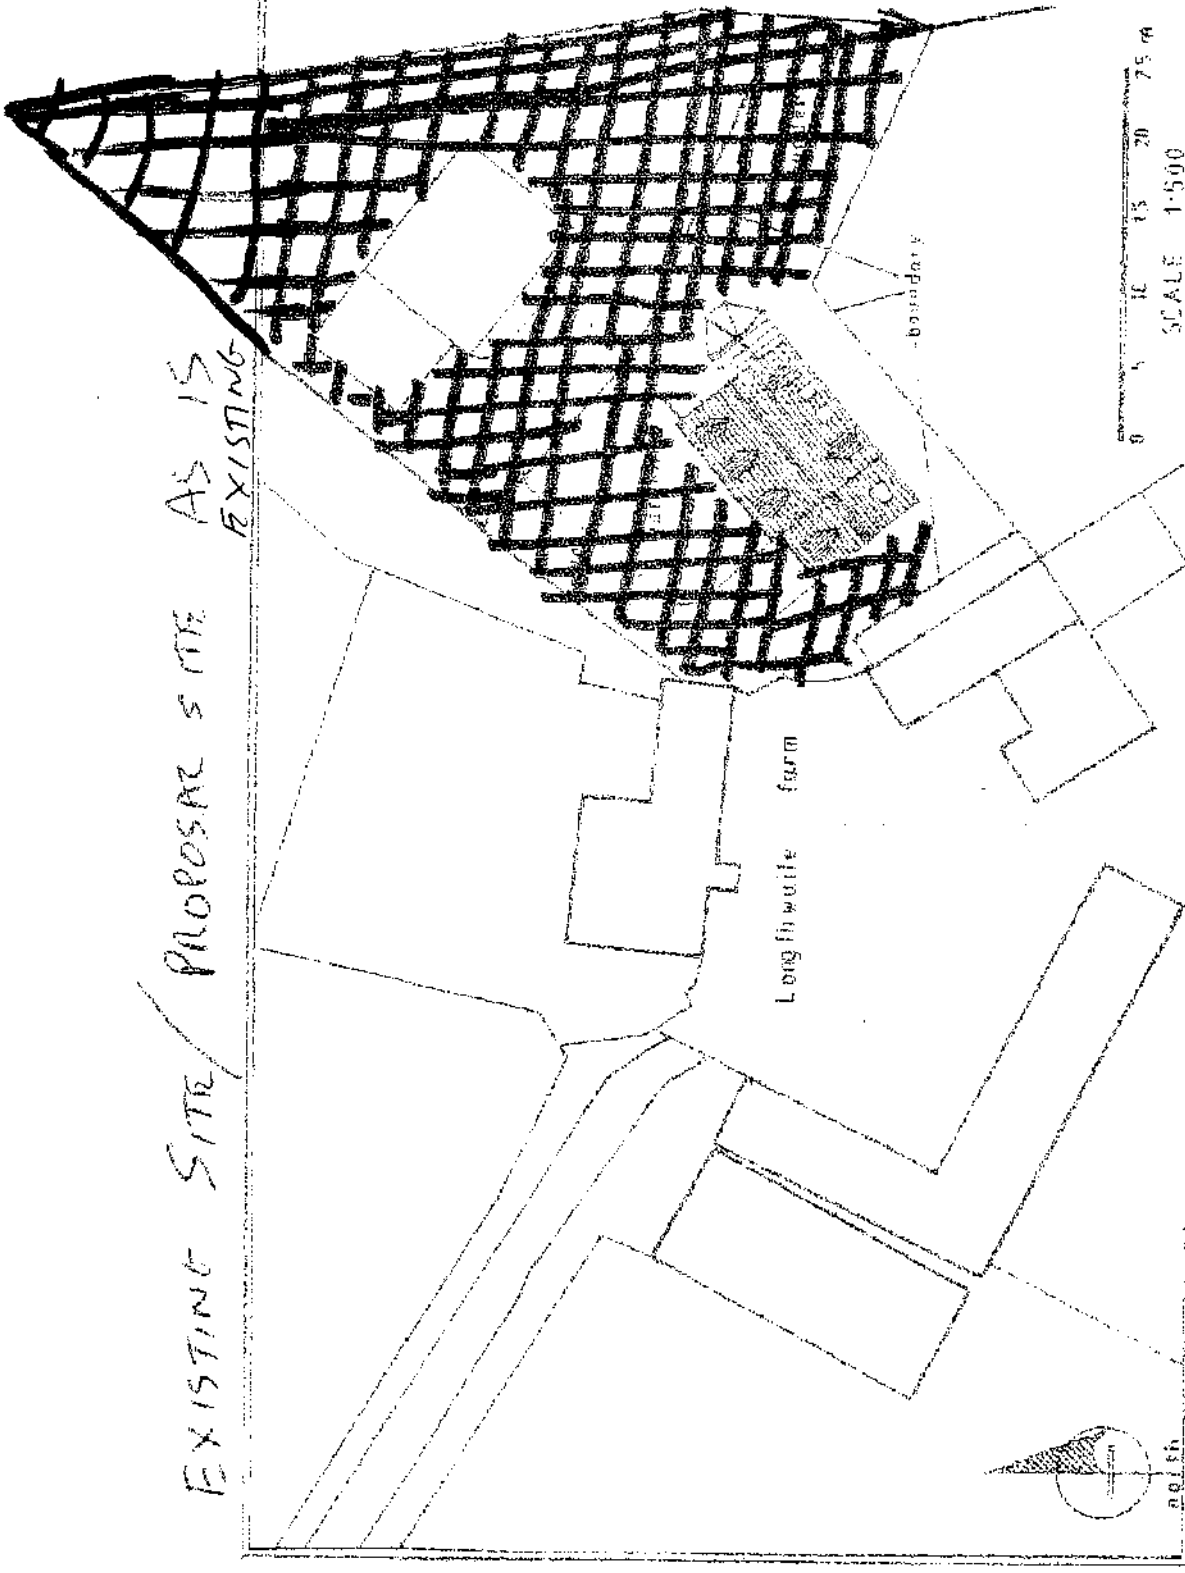 EXISTING SITE / PROPOSAL SITE AS IS
EXISTING
Longthwaite farm
boundary
0 5 10 15 20 25 m
SCALE 1:500
north